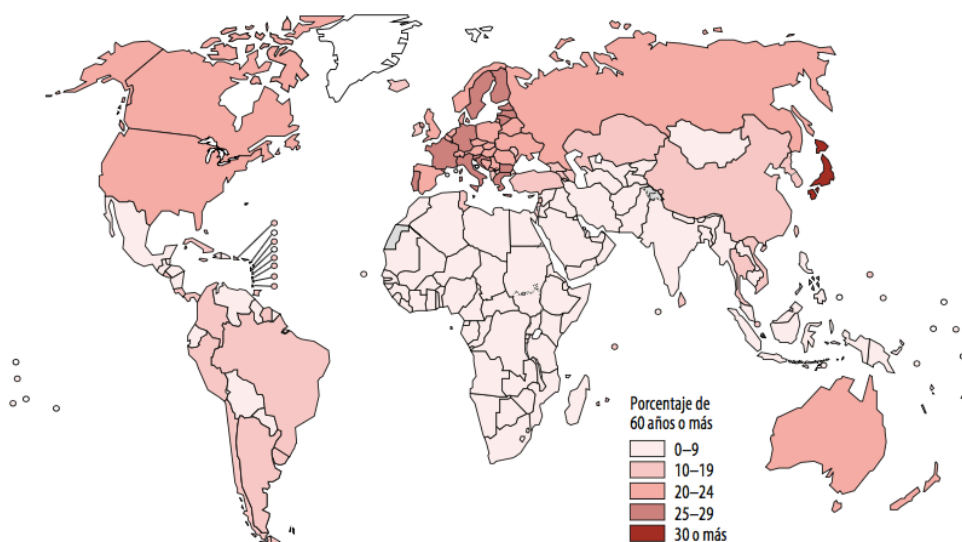 Porcentaje de
60 años o más
0–9
10–19
20–24
25–29
30 o más